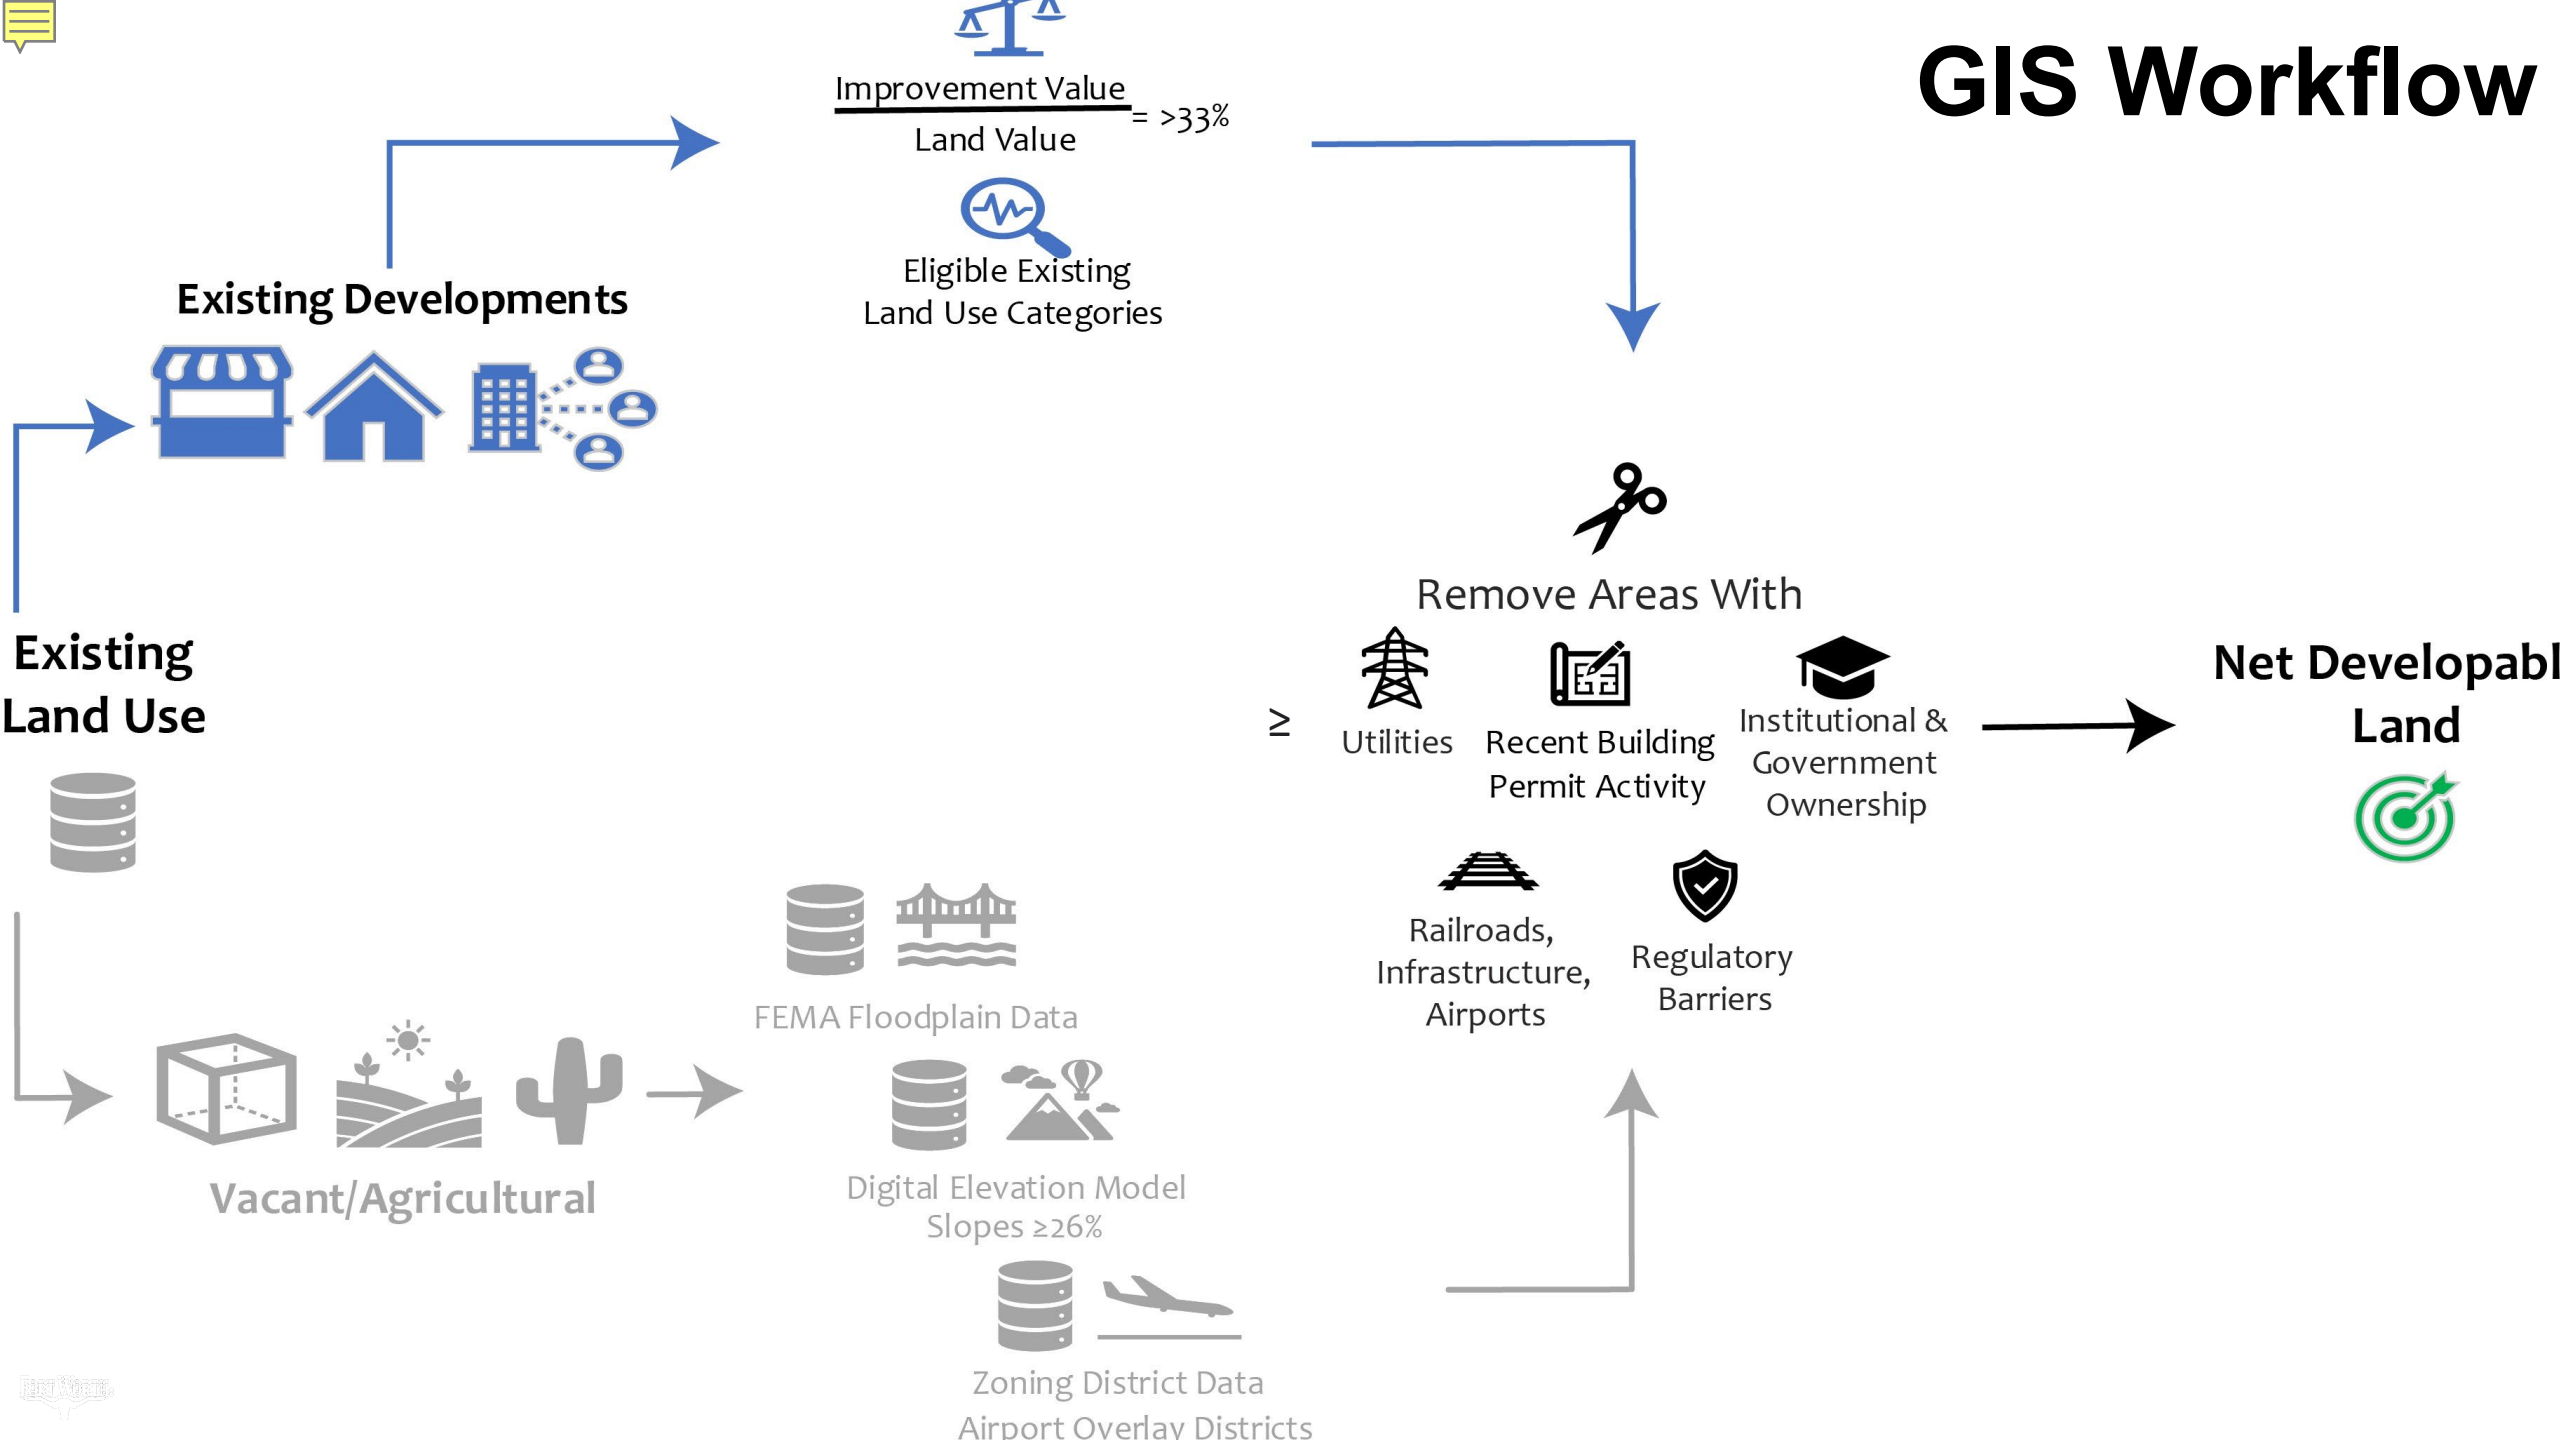 GIS Workflow
Improvement Value
Land Value
= >33%
Eligible Existing
Land Use Categories
Existing Developments
Existing
Land Use
Remove Areas With
≥
Utilities
Recent Building
Permit Activity
Institutional &
Government
Ownership
Railroads,
Infrastructure,
Airports
Regulatory
Barriers
Net Developabl
Land
Vacant/Agricultural
FEMA Floodplain Data
Digital Elevation Model
Slopes ≥26%
Zoning District Data
Airport Overlay Districts
FORT WORTH